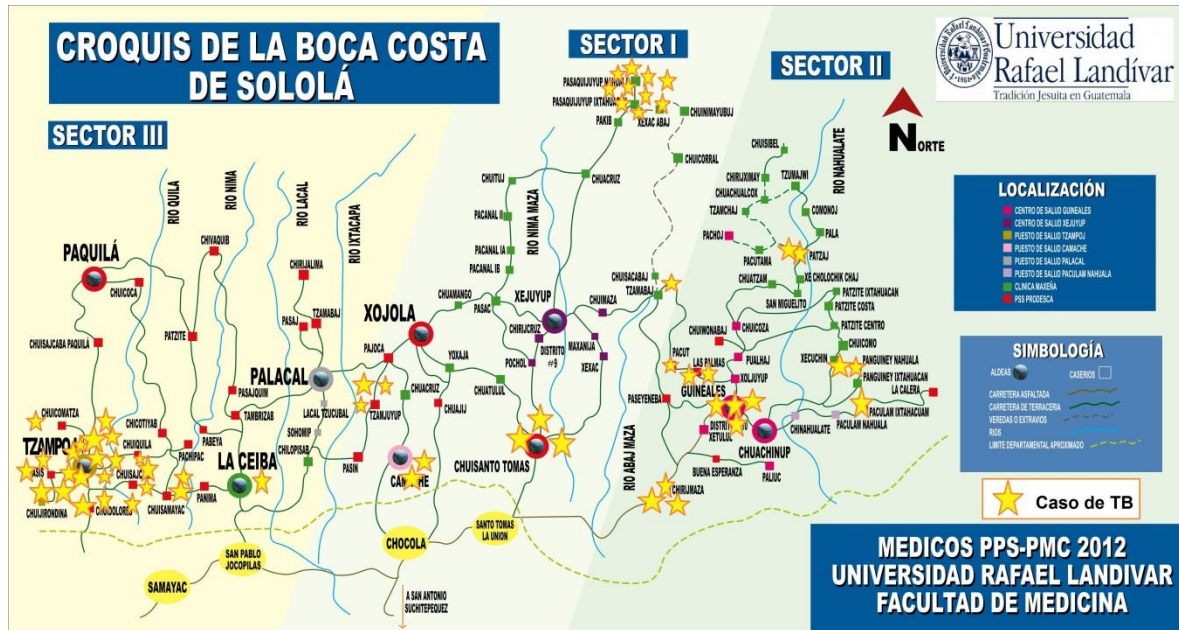 CROQUIS DE LA BOCA COSTA
DE SOLOLÁ
SECTOR I
SECTOR II
Universidad
Rafael Landívar
Tradición Jesuita en Guatemala
SECTOR III
NORTE
RIO QUILA
RIO NIMA
RIO LACAL
RIO IXTACAPA
RIO NIMA MAZA
RIO ABAJ MAZA
RIO NAHUALATE
PASAQUIJUYUP IXTAHUACAN
PAKIB
XEXAC ABAJ
CHUINIMAYUBUJ
CHUICORRAL
CHUITUJ
CHUACRUZ
PACANAL II
PACANAL IA
PACANAL IB
PASAC
CHUAMANGO
XEJUYUP
CHIRIJCRUZ
DISTRITO
#9
POCHOL
CHUIMAZA
MAXANIJA
XEXAC
CHUISACABAJ
TZAMABAJ
CHUISIBEL
CHIRIJXIMAY
CHUACHUALCOX
TZUMAJWI
TZAMCHAJ
COMONOJ
PACHOJ
PALA
PACUTAMA
PATZAJ
CHUATZAM
XE CHOLOCHIK CHAJ
SAN MIGUELITO
PATZITE IXTAHUACAN
PATZITE COSTA
PATZITE CENTRO
CHUICOZA
CHUIWONABAJ
CHUICOMO
PUALHAJ
XECUCHIN
PANGUINEY NAHUALA
PACUT
LAS PALMAS
XOLJUYUP
PANGUINEY IXTAHUACAN
LA CALERA
GUINEALES
PASEYENEBA
XETULUL
CHINAHUALATE
PACULAM NAHUALA
PACULAM IXTAHACUAM
CHUACHINUP
BUENA ESPERANZA
PALIUC
CHIRIJMAZA
PAQUILÁ
CHUICOCA
CHIVAQUIB
CHIRIJALIMA
PASAJ
TZAMABAJ
XOJOLA
CHUISAJCABA PAQUILÁ
PATZITE
PAJOCA
YOXAJA
PALACAL
CHUACRUZ
CHUATULUL
PASAJQUIM
LACAL TZUCUBAL
TZAMJUYUP
CHUAJIJ
CHUICOMATZA
CHICOTIYAB
TAMBRIZAB
SOHOMIP
TZAMPOJ
CHUIQUILA
PABEYA
CHILOPISAB
PACHIPAC
LA CEIBA
PASIN
CAMACHE
CHUISANTO TOMAS
PANIMA
CHUIJIRONDINA
CHUISAMAYAC
SAN PABLO
JOCOPILAS
SAMAYAC
CHOCOLA
SANTO TOMAS
LA UNION
A SAN ANTONIO
SUCHITEPEQUEZ
LOCALIZACIÓN
CENTRO DE SALUD GUINEALES
CENTRO DE SALUD XEJUYUP
PUESTO DE SALUD TZAMPOJ
PUESTO DE SALUD CAMACHE
PUESTO DE SALUD PALACAL
PUESTO DE SALUD PACULAM NAHUALA
CLINICA MAXEÑA
PSS PRODESCA
SIMBOLOGÍA
ALDEAS
CASERIOS
CARRETERA ASFALTADA
CARRETERA DE TERRACERIA
VEREDAS O EXTRAVIOS
RIOS
LIMITE DEPARTAMENTAL APROXIMADO
Caso de TB
MEDICOS PPS-PMC 2012
UNIVERSIDAD RAFAEL LANDIVAR
FACULTAD DE MEDICINA